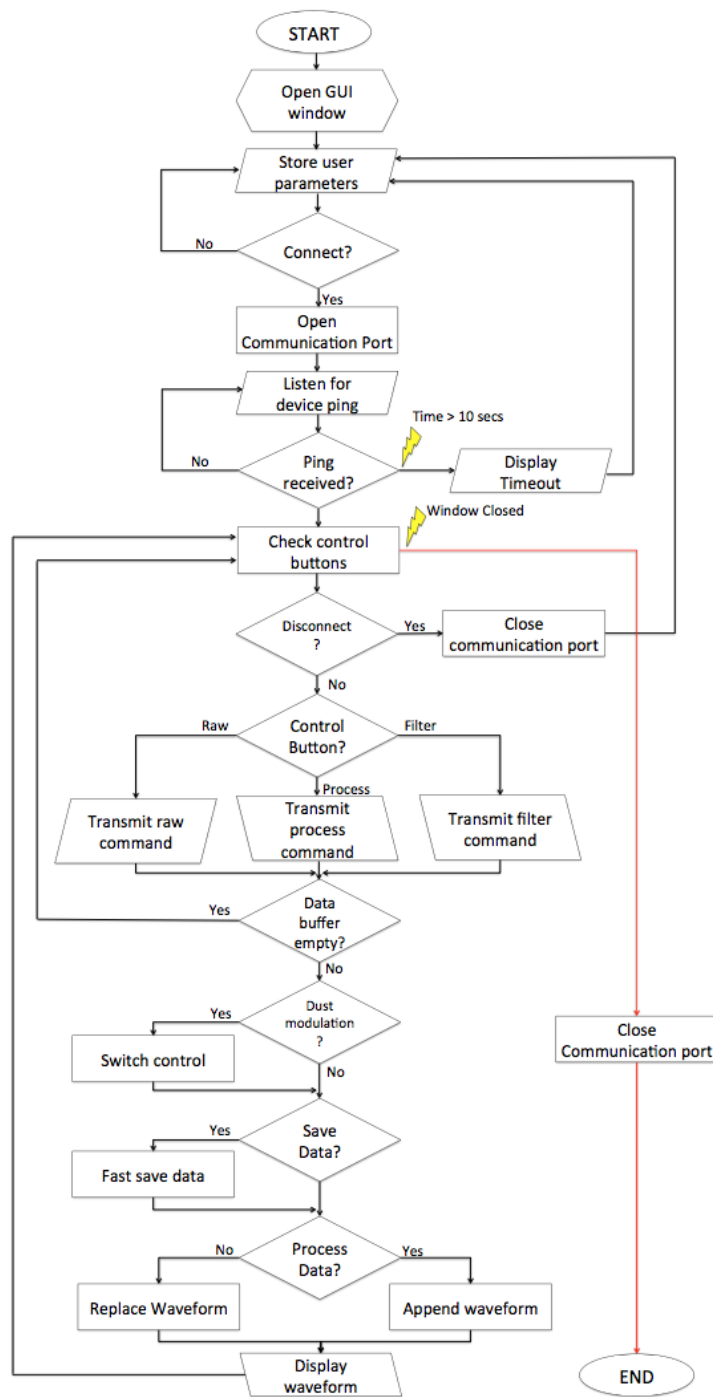 START
Open GUI
window
Store user
parameters
No
Connect?
Yes
Open
Communication Port
Listen for
device ping
Time > 10 secs
No
Ping
received?
Display
Timeout
Window Closed
Check control
buttons
Disconnect
?
Yes
Close
communication port
No
Raw
Control
Button?
Filter
Process
Transmit raw
command
Transmit
process
command
Transmit filter
command
Yes
Data
buffer
empty?
No
Yes
Dust
modulation
?
Close
Communication port
Switch control
No
Yes
Save
Data?
Fast save data
No
Process
Data?
Yes
Replace Waveform
Append waveform
Display
waveform
END